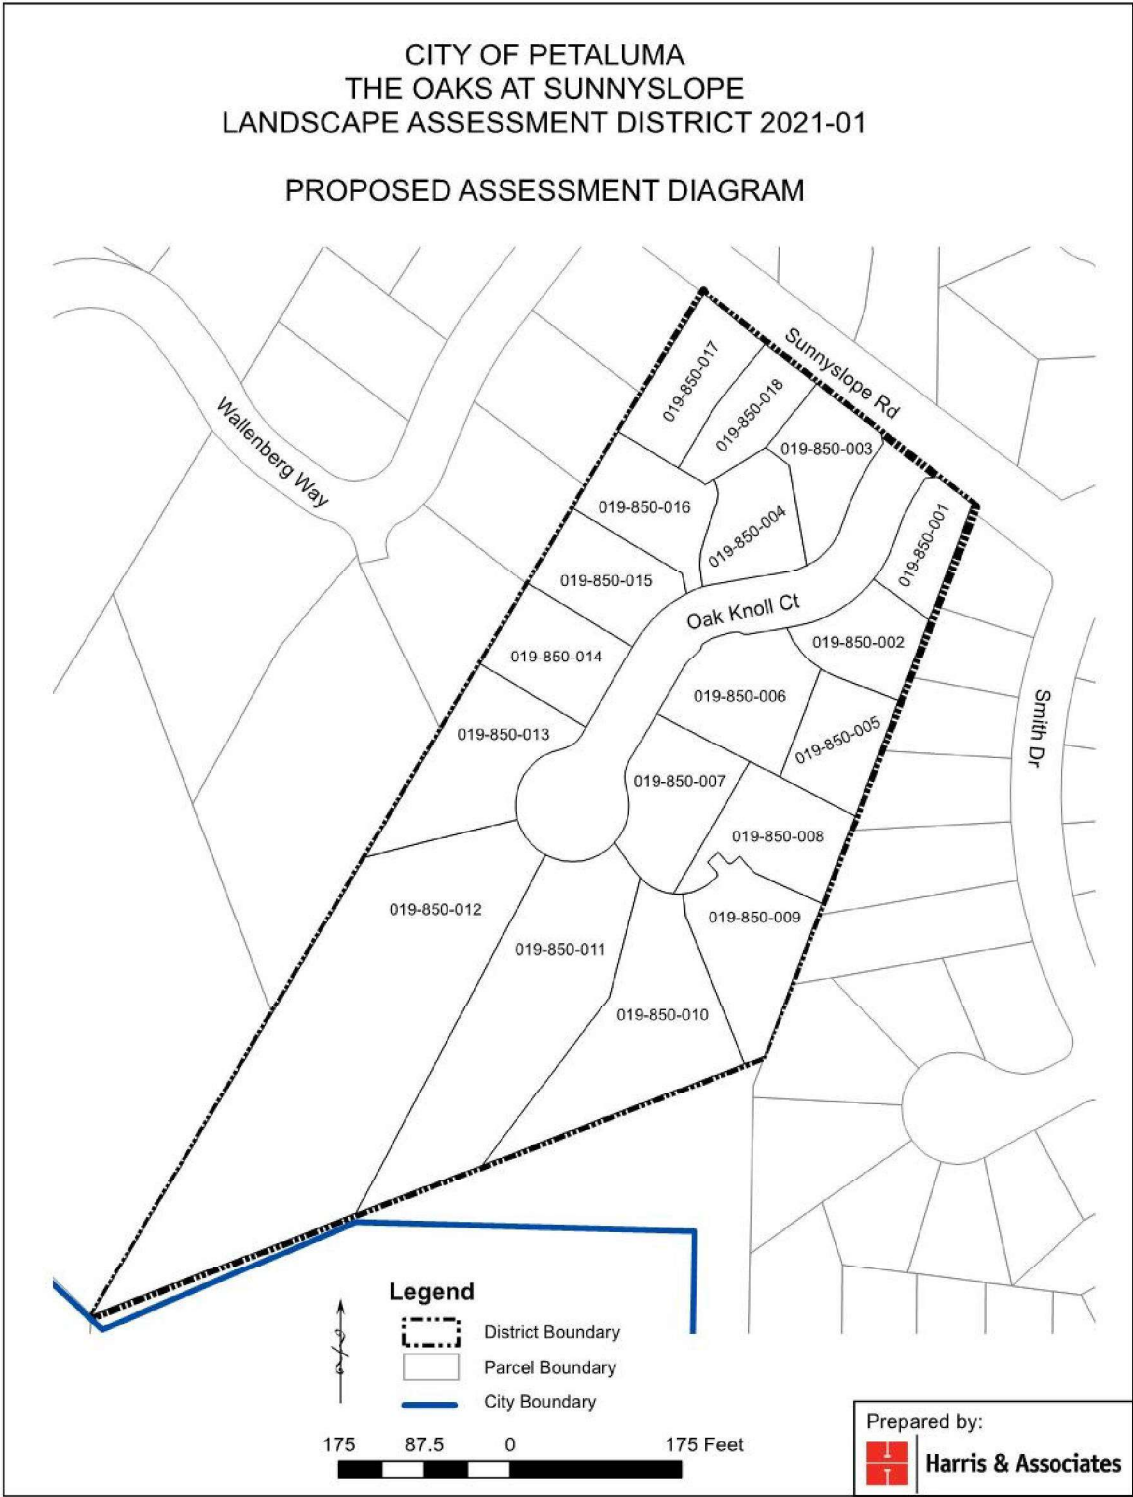 CITY OF PETALUMA
THE OAKS AT SUNNYSLOPE
LANDSCAPE ASSESSMENT DISTRICT 2021-01
PROPOSED ASSESSMENT DIAGRAM
Sunnyslope Rd
Wallenberg Way
019-850-017
019-850-018
019-850-003
019-850-016
019-850-004
019-850-001
019-850-015
Oak Knoll Ct
019-850-002
019-850-014
019-850-006
Smith Dr
019-850-013
019-850-005
019-850-007
019-850-008
019-850-012
019-850-009
019-850-011
019-850-010
Legend
District Boundary
Parcel Boundary
City Boundary
175 87.5 0 175 Feet
Prepared by:
Harris & Associates